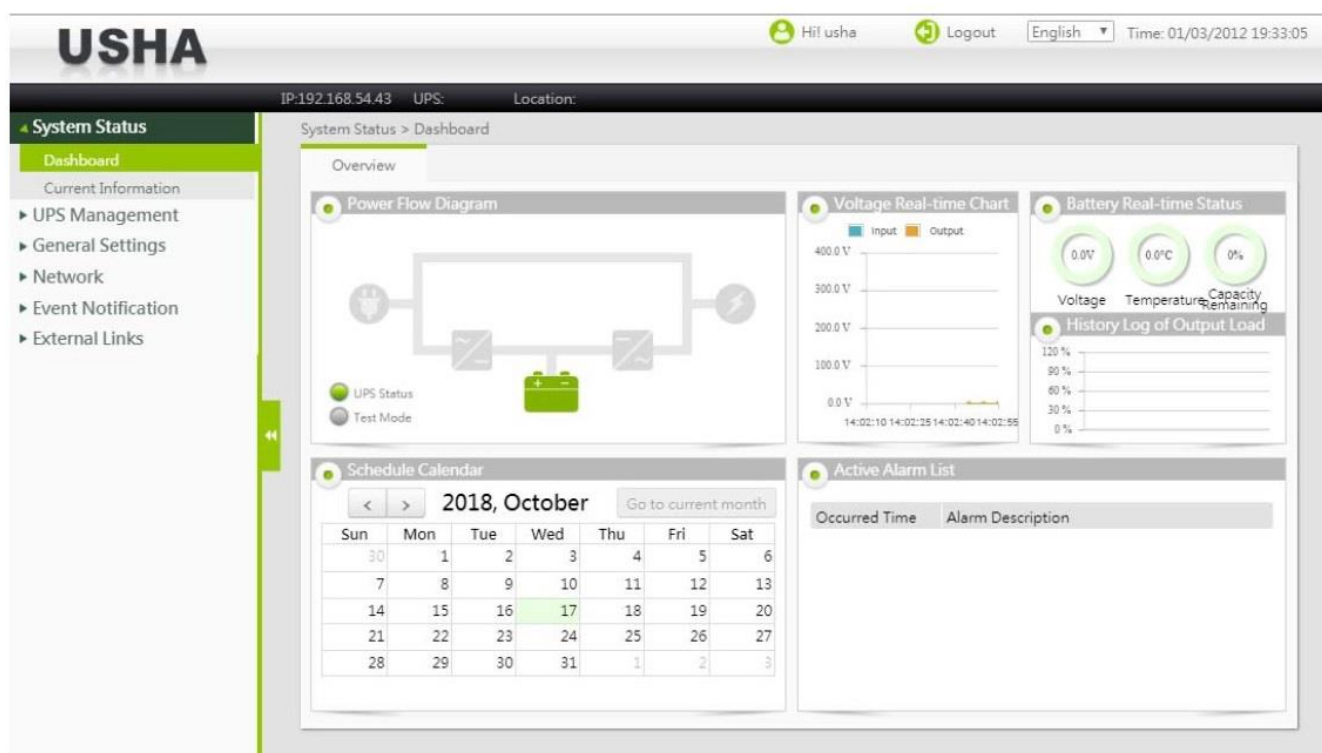 USHA
Hi! usha Logout English Time: 01/03/2012 19:33:05
IP:192.168.54.43 UPS: Location:
System Status
Dashboard
Current Information
UPS Management
General Settings
Network
Event Notification
External Links
System Status > Dashboard
Overview
Power Flow Diagram
UPS Status
Test Mode
Voltage Real-time Chart
Input Output
400.0 V
300.0 V
200.0 V
100.0 V
0.0 V
14:02:10 14:02:25 14:02:40 14:02:55
Battery Real-time Status
0.0V 0.0°C 0%
Voltage Temperature Capacity Remaining
History Log of Output Load
120 %
90 %
60 %
30 %
0 %
Schedule Calendar
< > 2018, October Go to current month
Sun Mon Tue Wed Thu Fri Sat
30 1 2 3 4 5 6
7 8 9 10 11 12 13
14 15 16 17 18 19 20
21 22 23 24 25 26 27
28 29 30 31 1 2 3
Active Alarm List
Occurred Time Alarm Description